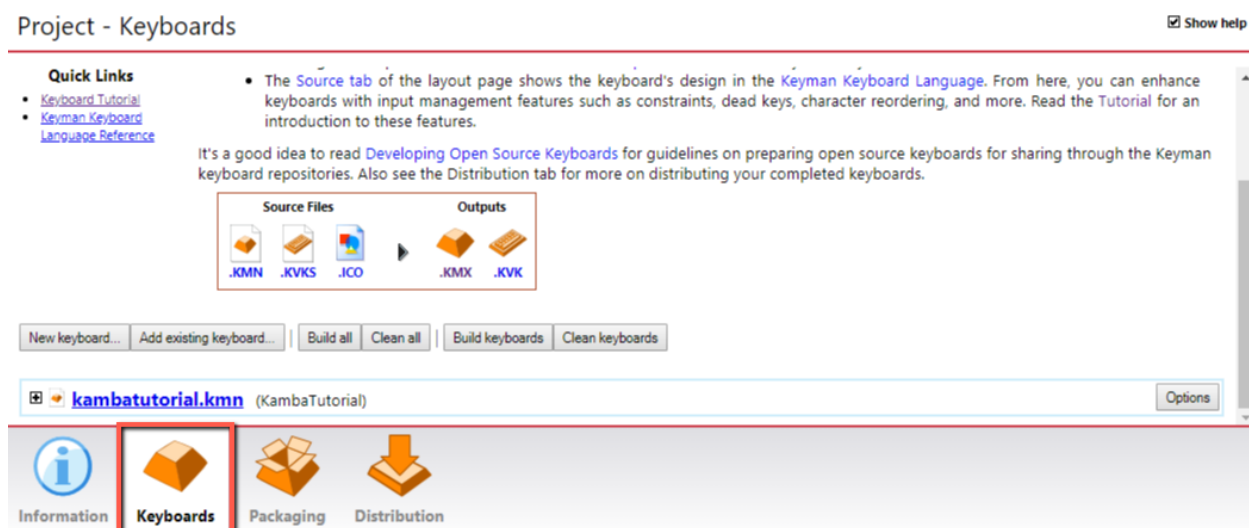 Project - Keyboards
Show help
Quick Links
Keyboard Tutorial
Keyman Keyboard
Language Reference
The Source tab of the layout page shows the keyboard's design in the Keyman Keyboard Language. From here, you can enhance
keyboards with input management features such as constraints, dead keys, character reordering, and more. Read the Tutorial for an
introduction to these features.
It's a good idea to read Developing Open Source Keyboards for guidelines on preparing open source keyboards for sharing through the Keyman
keyboard repositories. Also see the Distribution tab for more on distributing your completed keyboards.
Source Files Outputs
.KMN .KVKS .ICO .KMX .KVK
New keyboard... Add existing keyboard... Build all Clean all Build keyboards Clean keyboards
kambatutorial.kmn (KambaTutorial) Options
Information Keyboards Packaging Distribution